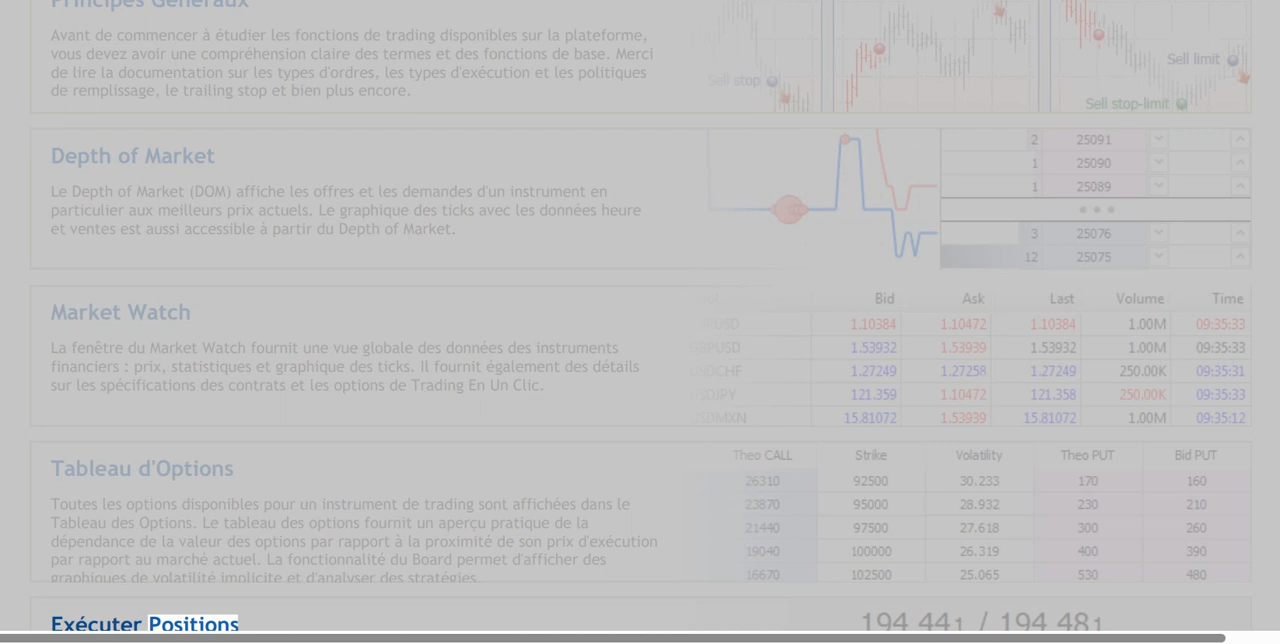 Principes Généraux
Avant de commencer à étudier les fonctions de trading disponibles sur la plateforme,
vous devez avoir une compréhension claire des termes et des fonctions de base. Merci
de lire la documentation sur les types d'ordres, les types d'exécution et les politiques
de remplissage, le trailing stop et bien plus encore.
Sell stop
Sell limit
Sell stop-limit
Depth of Market
Le Depth of Market (DOM) affiche les offres et les demandes d'un instrument en
particulier aux meilleurs prix actuels. Le graphique des ticks avec les données heure
et ventes est aussi accessible à partir du Depth of Market.
2 25091
1 25090
1 25089
3 25076
12 25075
Market Watch
La fenêtre du Market Watch fournit une vue globale des données des instruments
financiers : prix, statistiques et graphique des ticks. Il fournit également des détails
sur les spécifications des contrats et les options de Trading En Un Clic.
Bid Ask Last Volume Time
1.10384 1.10472 1.10384 1.00M 09:35:33
1.53932 1.53939 1.53932 1.00M 09:35:33
1.27249 1.27258 1.27249 250.00K 09:35:31
121.359 1.10472 121.358 250.00K 09:35:33
15.81072 1.53939 15.81072 1.00M 09:35:12
Tableau d'Options
Toutes les options disponibles pour un instrument de trading sont affichées dans le
Tableau des Options. Le tableau des options fournit un aperçu pratique de la
dépendance de la valeur des options par rapport à la proximité de son prix d'exécution
par rapport au marché actuel. La fonctionnalité du Board permet d'afficher des
graphiques de volatilité implicite et d'analyser des stratégies.
Theo CALL Strike Volatility Theo PUT Bid PUT
26310 92500 30.233 170 160
23870 95000 28.932 230 210
21440 97500 27.618 300 260
19040 100000 26.319 400 390
16670 102500 25.065 530 480
Exécuter Positions
194.441 / 194.481